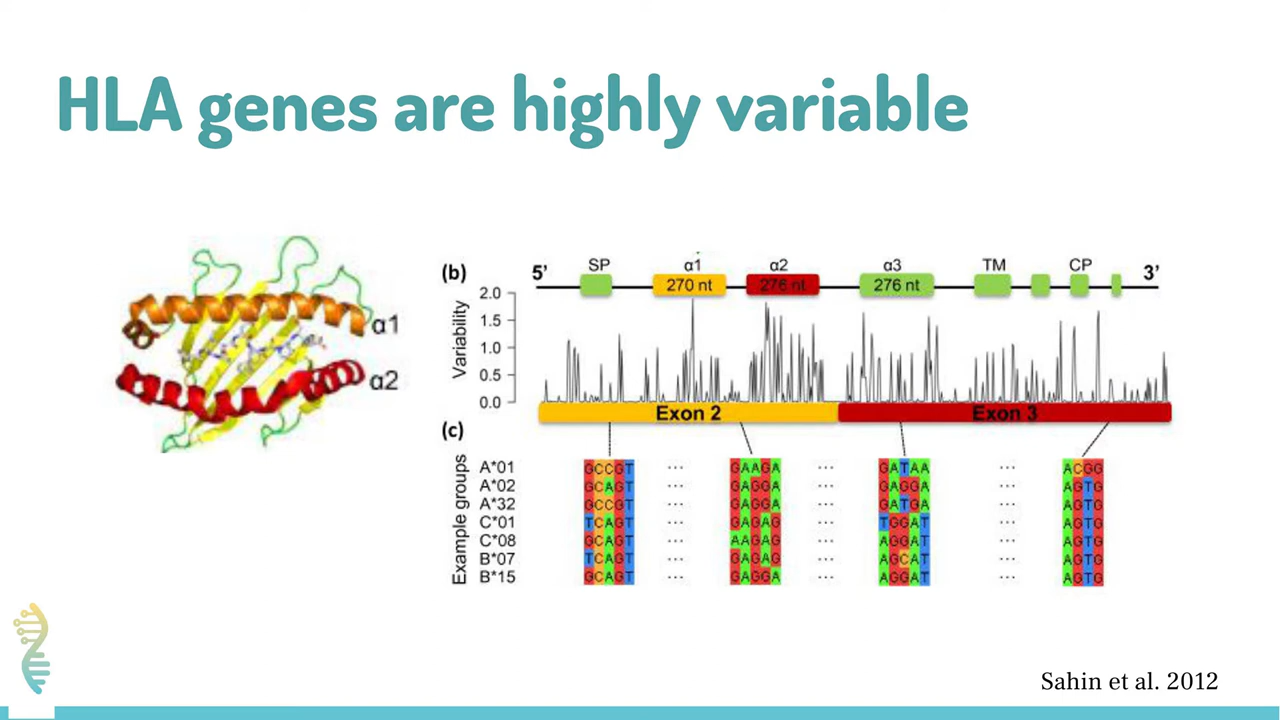 HLA genes are highly variable
α1
α2
(b)
5’
SP
α1
α2
α3
TM
CP
3’
270 nt
276 nt
276 nt
Variability
2.0
1.5
1.0
0.5
0.0
Exon 2
Exon 3
(c)
Example groups
A*01 GCCGT ... GAAGA ... GATAA ... ACGG
A*02 GCAGT ... GAGGA ... GAGGA ... AGTG
A*32 GCCGT ... GAGGA ... GATGA ... AGTG
C*01 TCAGT ... GAGAG ... TGGAT ... AGTG
C*08 GCAGT ... AAGAG ... AGGAT ... AGTG
B*07 TCAGT ... GAGAG ... AGCAT ... AGTG
B*15 GCAGT ... GAGGA ... AGGAT ... AGTG
Sahin et al. 2012